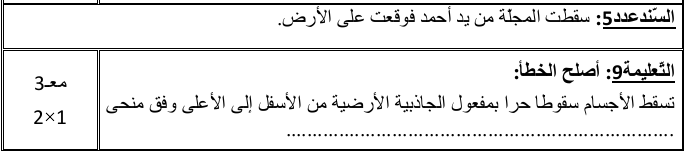 السّندعدد5: سقطت المجلّة من يد أحمد فوقعت على الأرض.
التّعليمة9: أصلح الخطأ:
تسقط الأجسام سقوطا حرا بمفعول الجاذبية الأرضية من الأسفل إلى الأعلى وفق منحى
........................................................................
معـ3
2×1